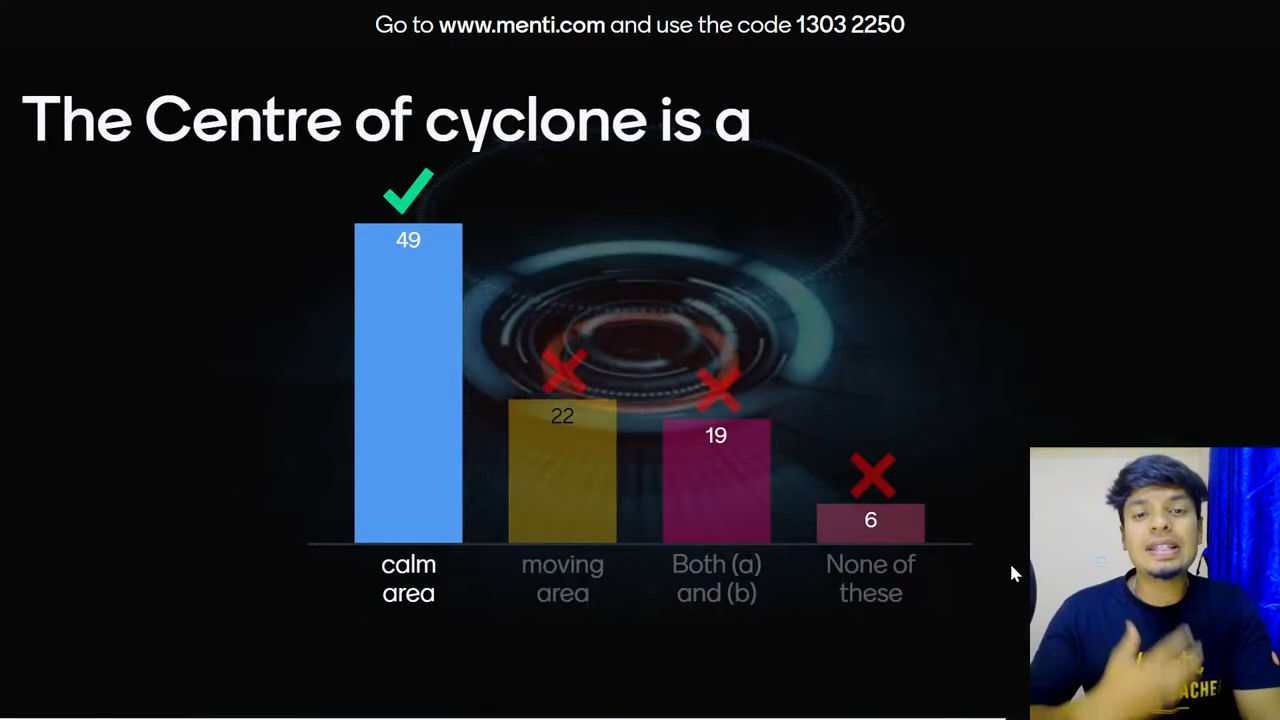 Go to www.menti.com and use the code 1303 2250
The Centre of cyclone is a
49
22
19
6
calm
area
moving
area
Both (a)
and (b)
None of
these